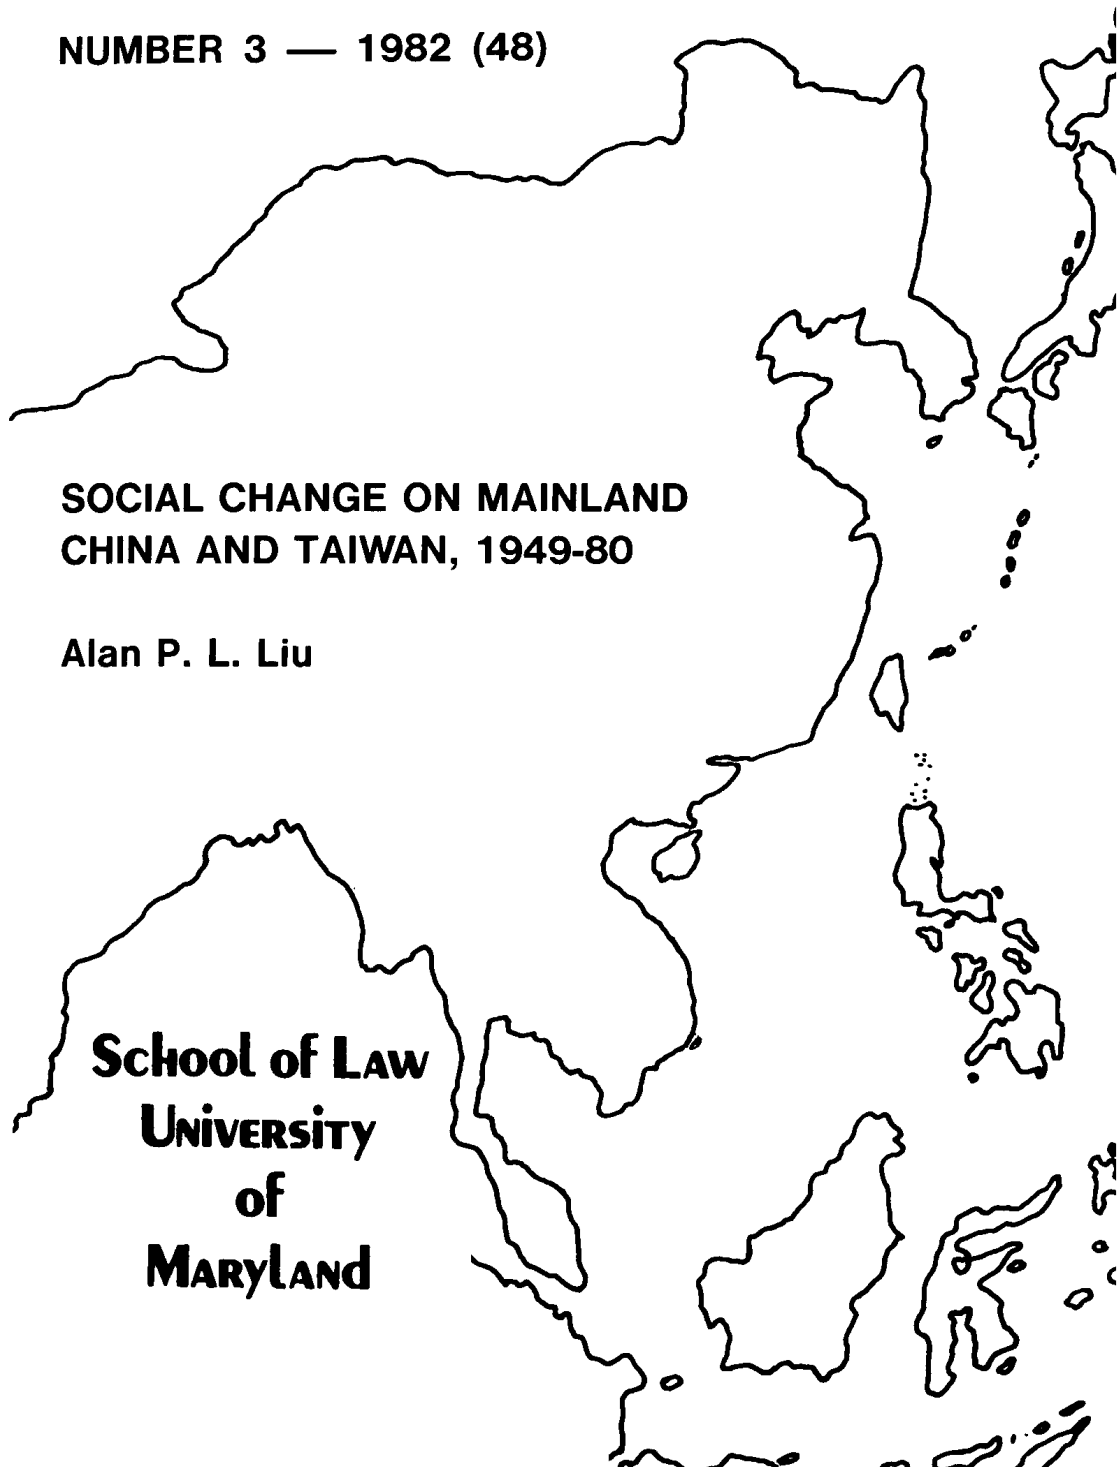 NUMBER 3 — 1982 (48)
SOCIAL CHANGE ON MAINLAND
CHINA AND TAIWAN, 1949-80
Alan P. L. Liu
School of Law
University
of
Maryland